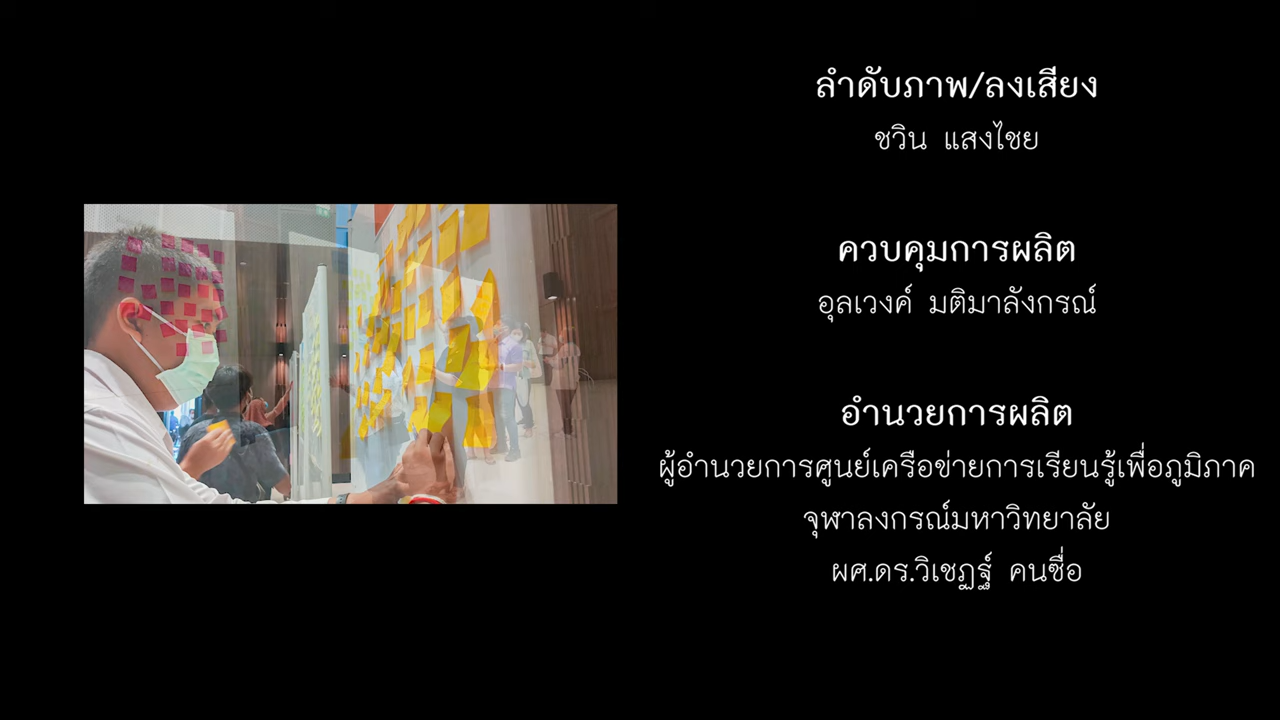 ลำดับภาพ/ลงเสียง
ชวิน แสงไชย
ควบคุมการผลิต
อุลเวงค์ มติมาลังกรณ์
อำนวยการผลิต
ผู้อำนวยการศูนย์เครือข่ายการเรียนรู้เพื่อภูมิภาค
จุฬาลงกรณ์มหาวิทยาลัย
ผศ.ดร.วิเชฏฐ์ คนซื่อ